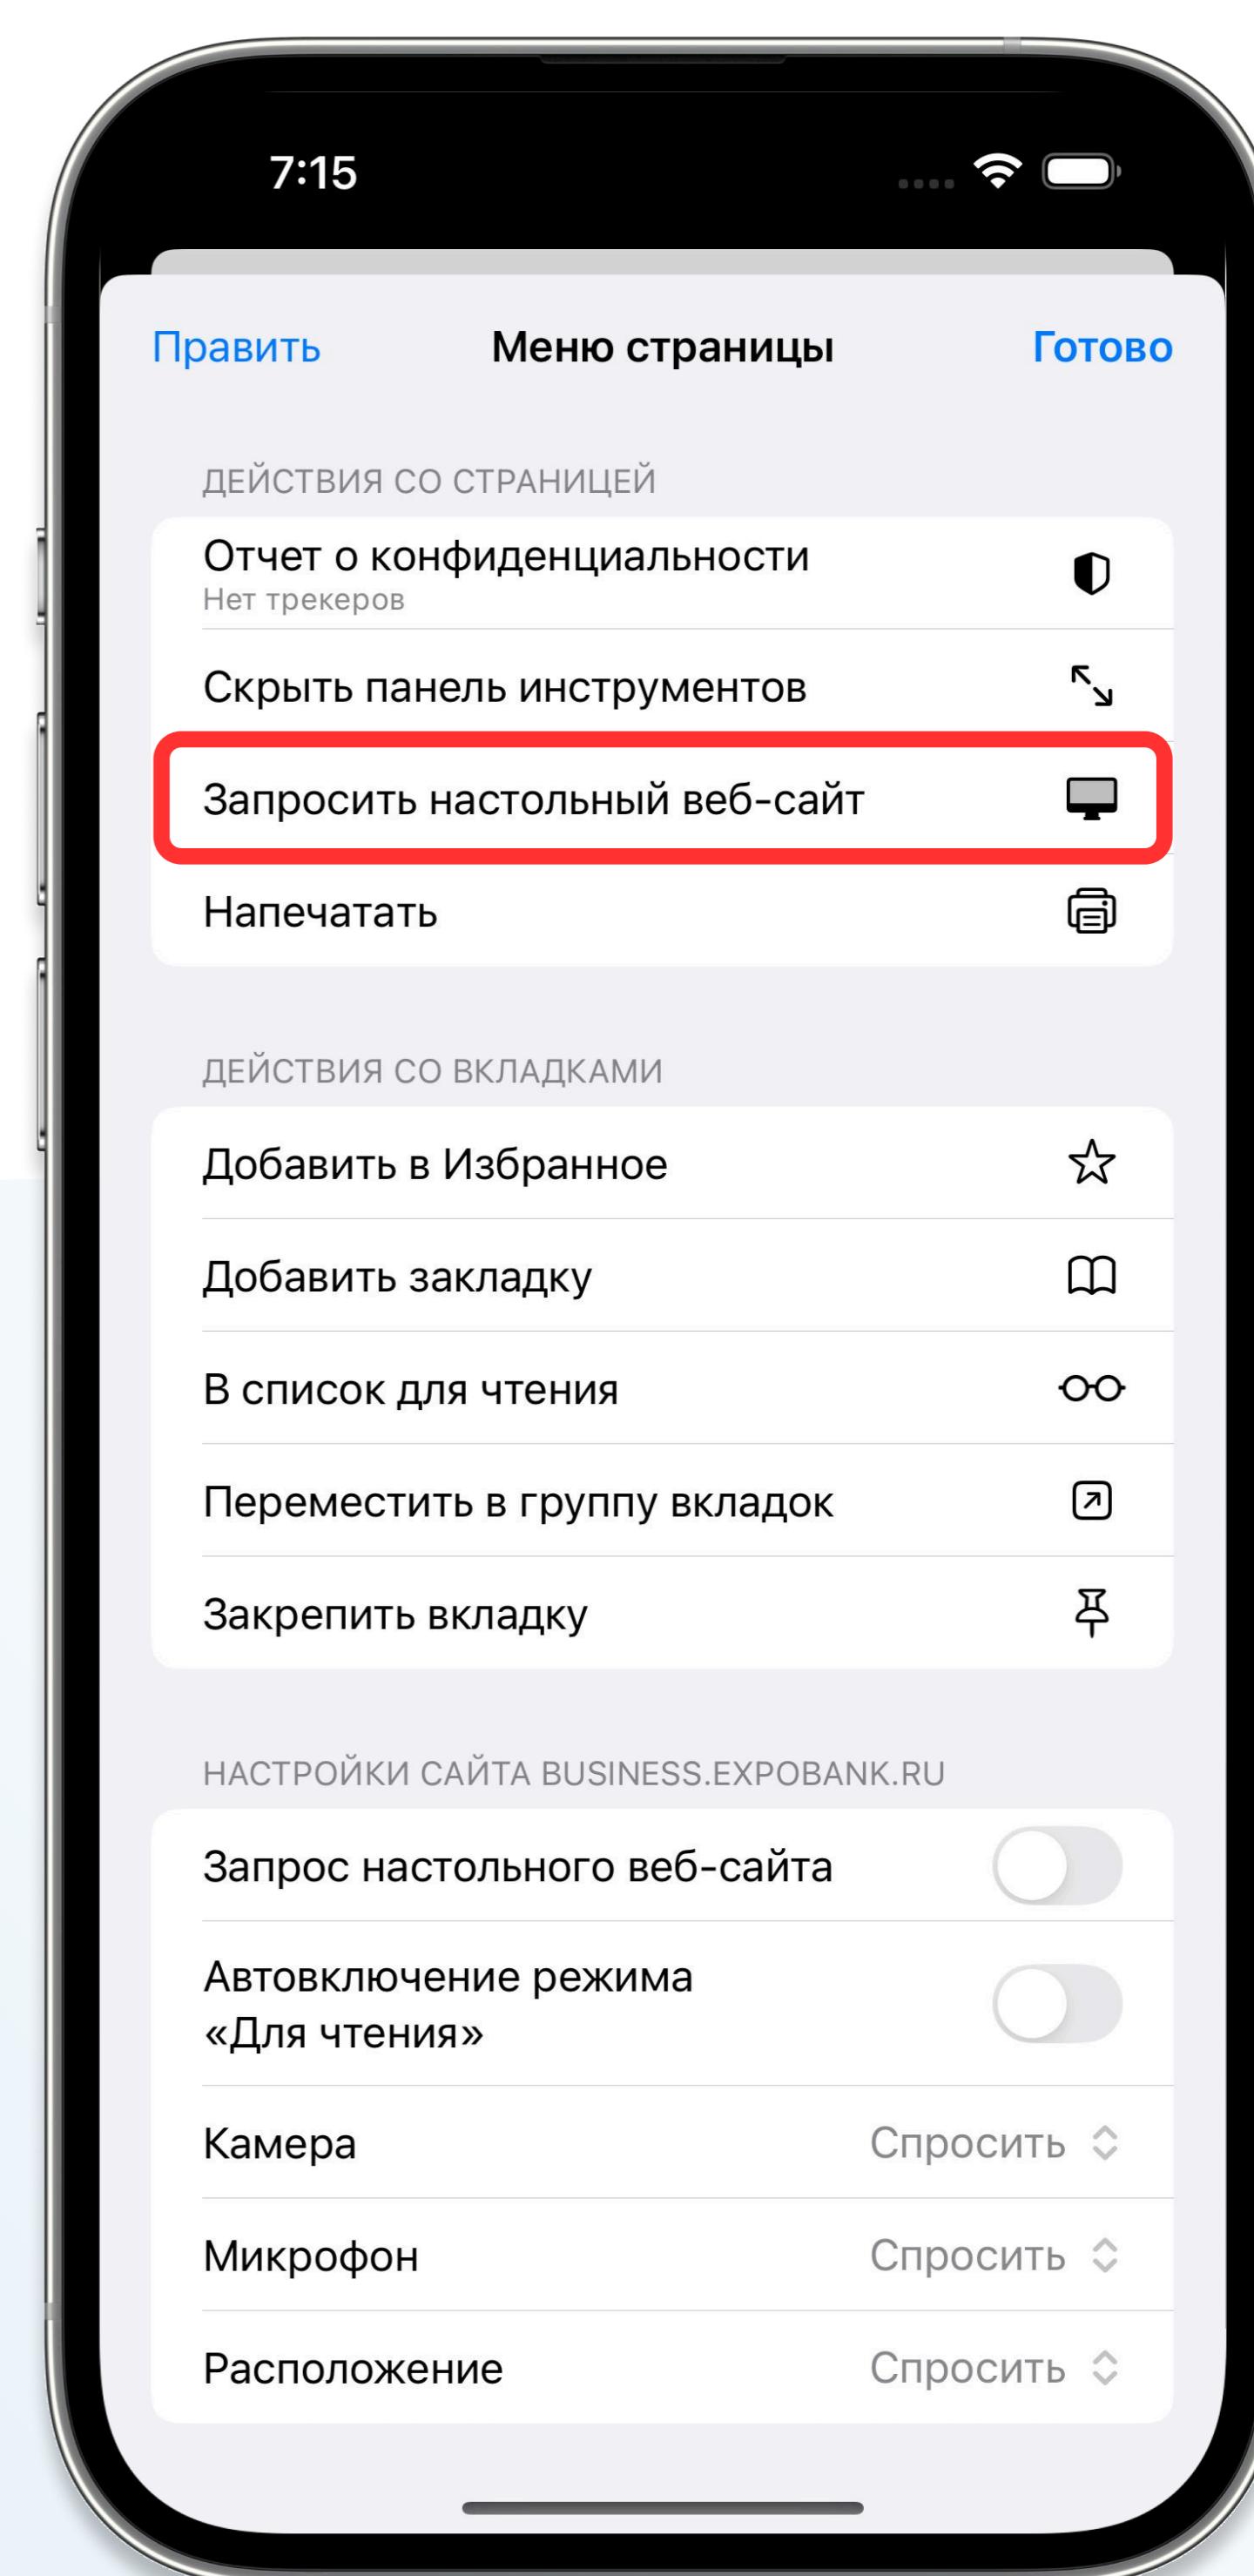 7:15
Править
Меню страницы
Готово
ДЕЙСТВИЯ СО СТРАНИЦЕЙ
Отчет о конфиденциальности
Нет трекеров
Скрыть панель инструментов
Запросить настольный веб-сайт
Напечатать
ДЕЙСТВИЯ СО ВКЛАДКАМИ
Добавить в Избранное
Добавить закладку
В список для чтения
Переместить в группу вкладок
Закрепить вкладку
НАСТРОЙКИ САЙТА BUSINESS.EXPOBANK.RU
Запрос настольного веб-сайта
Автовключение режима
«Для чтения»
Камера Спросить
Микрофон Спросить
Расположение Спросить